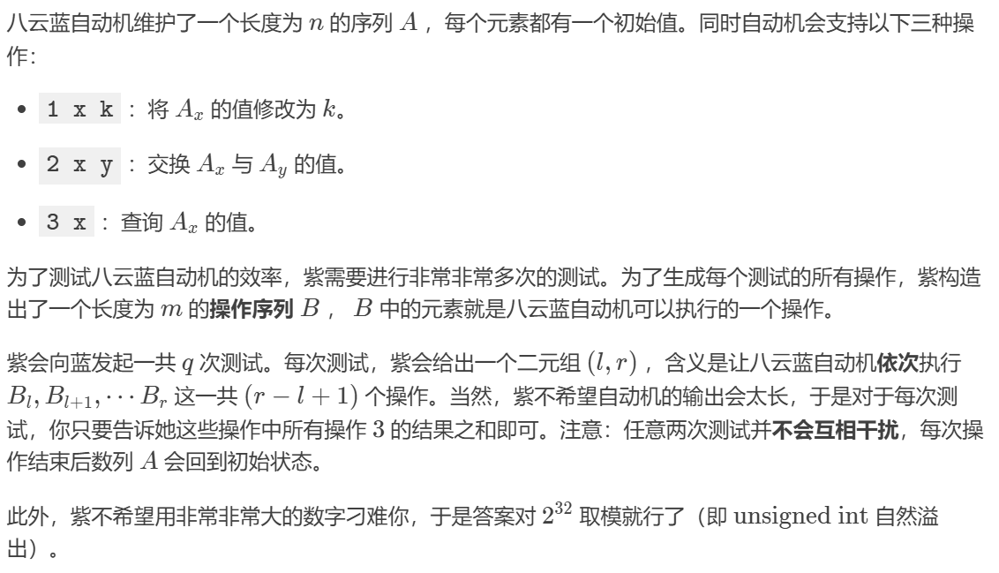 八云蓝自动机维护了一个长度为 n 的序列 A ，每个元素都有一个初始值。同时自动机会支持以下三种操
作：
• 1 x k ：将 Aₓ 的值修改为 k。
• 2 x y ：交换 Aₓ 与 Aᵧ 的值。
• 3 x ：查询 Aₓ 的值。
为了测试八云蓝自动机的效率，紫需要进行非常非常多次的测试。为了生成每个测试的所有操作，紫构造
出了一个长度为 m 的操作序列 B ， B 中的元素就是八云蓝自动机可以执行的一个操作。
紫会向蓝发起一共 q 次测试。每次测试，紫会给出一个二元组 (l, r) ，含义是让八云蓝自动机依次执行
Bₗ, Bₗ₊₁, ⋯ Bᵣ 这一共 (r − l + 1) 个操作。当然，紫不希望自动机的输出会太长，于是对于每次测
试，你只要告诉她这些操作中所有操作 3 的结果之和即可。注意：任意两次测试并不会互相干扰，每次操
作结束后数列 A 会回到初始状态。
此外，紫不希望用非常非常大的数字刁难你，于是答案对 2³² 取模就行了（即 unsigned int 自然溢
出）。